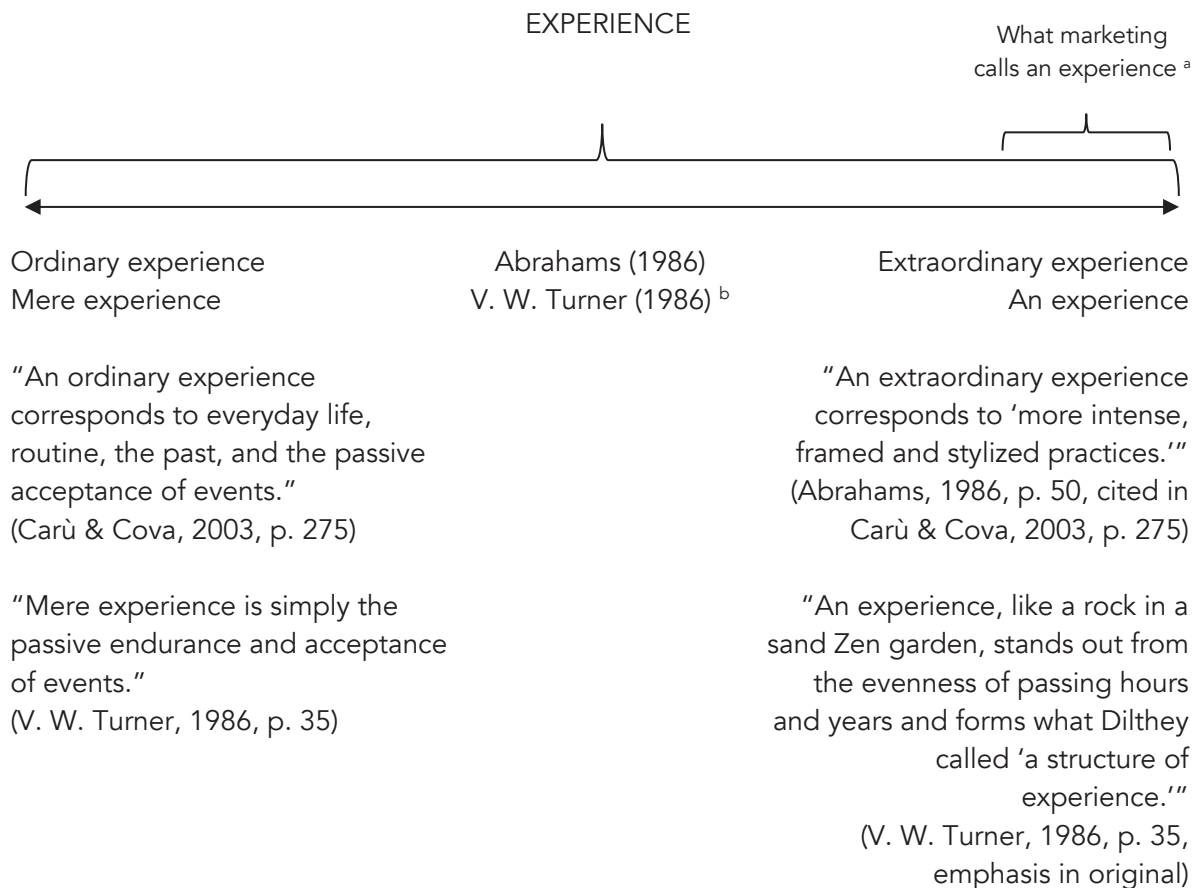 EXPERIENCE
What marketing
calls an experience ᵃ
Ordinary experience
Mere experience
Abrahams (1986)
V. W. Turner (1986) ᵇ
Extraordinary experience
An experience
“An ordinary experience
corresponds to everyday life,
routine, the past, and the passive
acceptance of events.”
(Carù & Cova, 2003, p. 275)
“An extraordinary experience
corresponds to ‘more intense,
framed and stylized practices.’”
(Abrahams, 1986, p. 50, cited in
Carù & Cova, 2003, p. 275)
“Mere experience is simply the
passive endurance and acceptance
of events.”
(V. W. Turner, 1986, p. 35)
“An experience, like a rock in a
sand Zen garden, stands out from
the evenness of passing hours
and years and forms what Dilthey
called ‘a structure of
experience.’”
(V. W. Turner, 1986, p. 35,
emphasis in original)